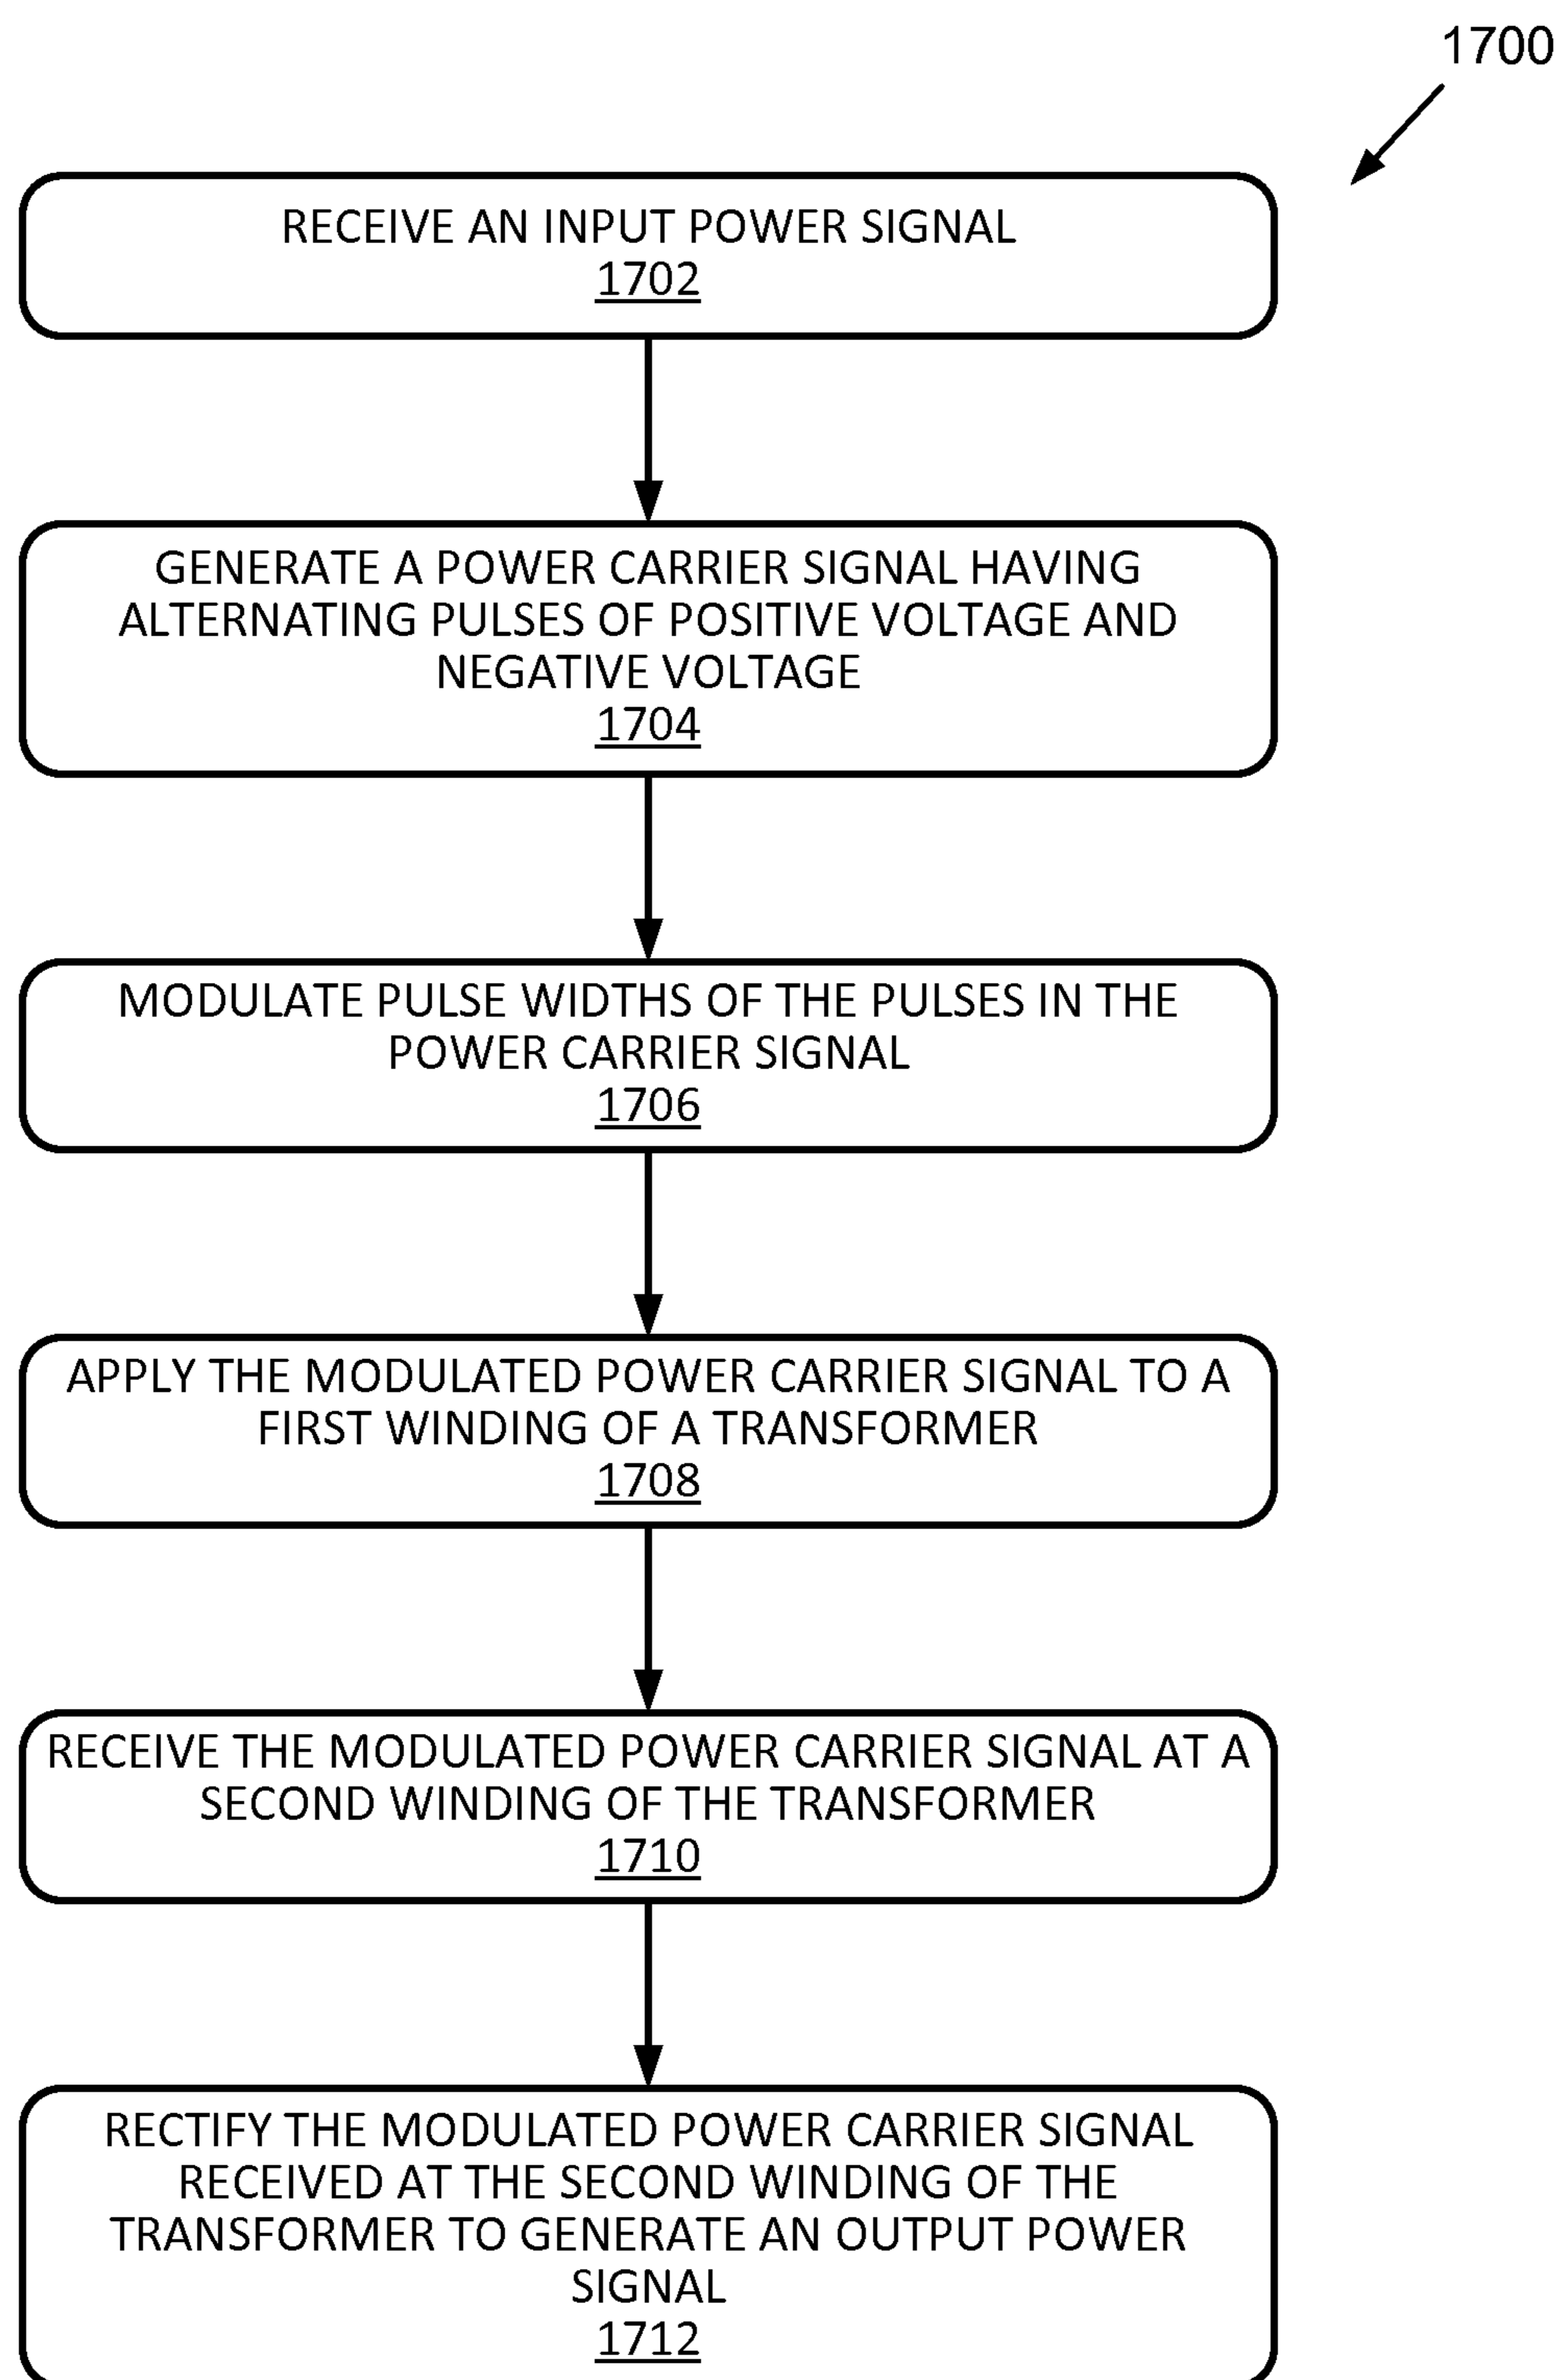 1700
RECEIVE AN INPUT POWER SIGNAL
1702
GENERATE A POWER CARRIER SIGNAL HAVING
ALTERNATING PULSES OF POSITIVE VOLTAGE AND
NEGATIVE VOLTAGE
1704
MODULATE PULSE WIDTHS OF THE PULSES IN THE
POWER CARRIER SIGNAL
1706
APPLY THE MODULATED POWER CARRIER SIGNAL TO A
FIRST WINDING OF A TRANSFORMER
1708
RECEIVE THE MODULATED POWER CARRIER SIGNAL AT A
SECOND WINDING OF THE TRANSFORMER
1710
RECTIFY THE MODULATED POWER CARRIER SIGNAL
RECEIVED AT THE SECOND WINDING OF THE
TRANSFORMER TO GENERATE AN OUTPUT POWER
SIGNAL
1712